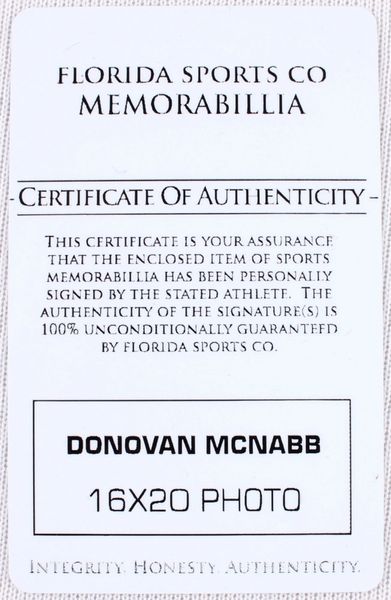 FLORIDA SPORTS CO
MEMORABILLIA
- CERTIFICATE OF AUTHENTICITY -
THIS CERTIFICATE IS YOUR ASSURANCE
THAT THE ENCLOSED ITEM OF SPORTS
MEMORABILLIA HAS BEEN PERSONALLY
SIGNED BY THE STATED ATHLETE. THE
AUTHENTICITY OF THE SIGNATURE(S) IS
100% UNCONDITIONALLY GUARANTEED
BY FLORIDA SPORTS CO.
DONOVAN MCNABB
16X20 PHOTO
INTEGRITY. HONESTY. AUTHENTICITY.